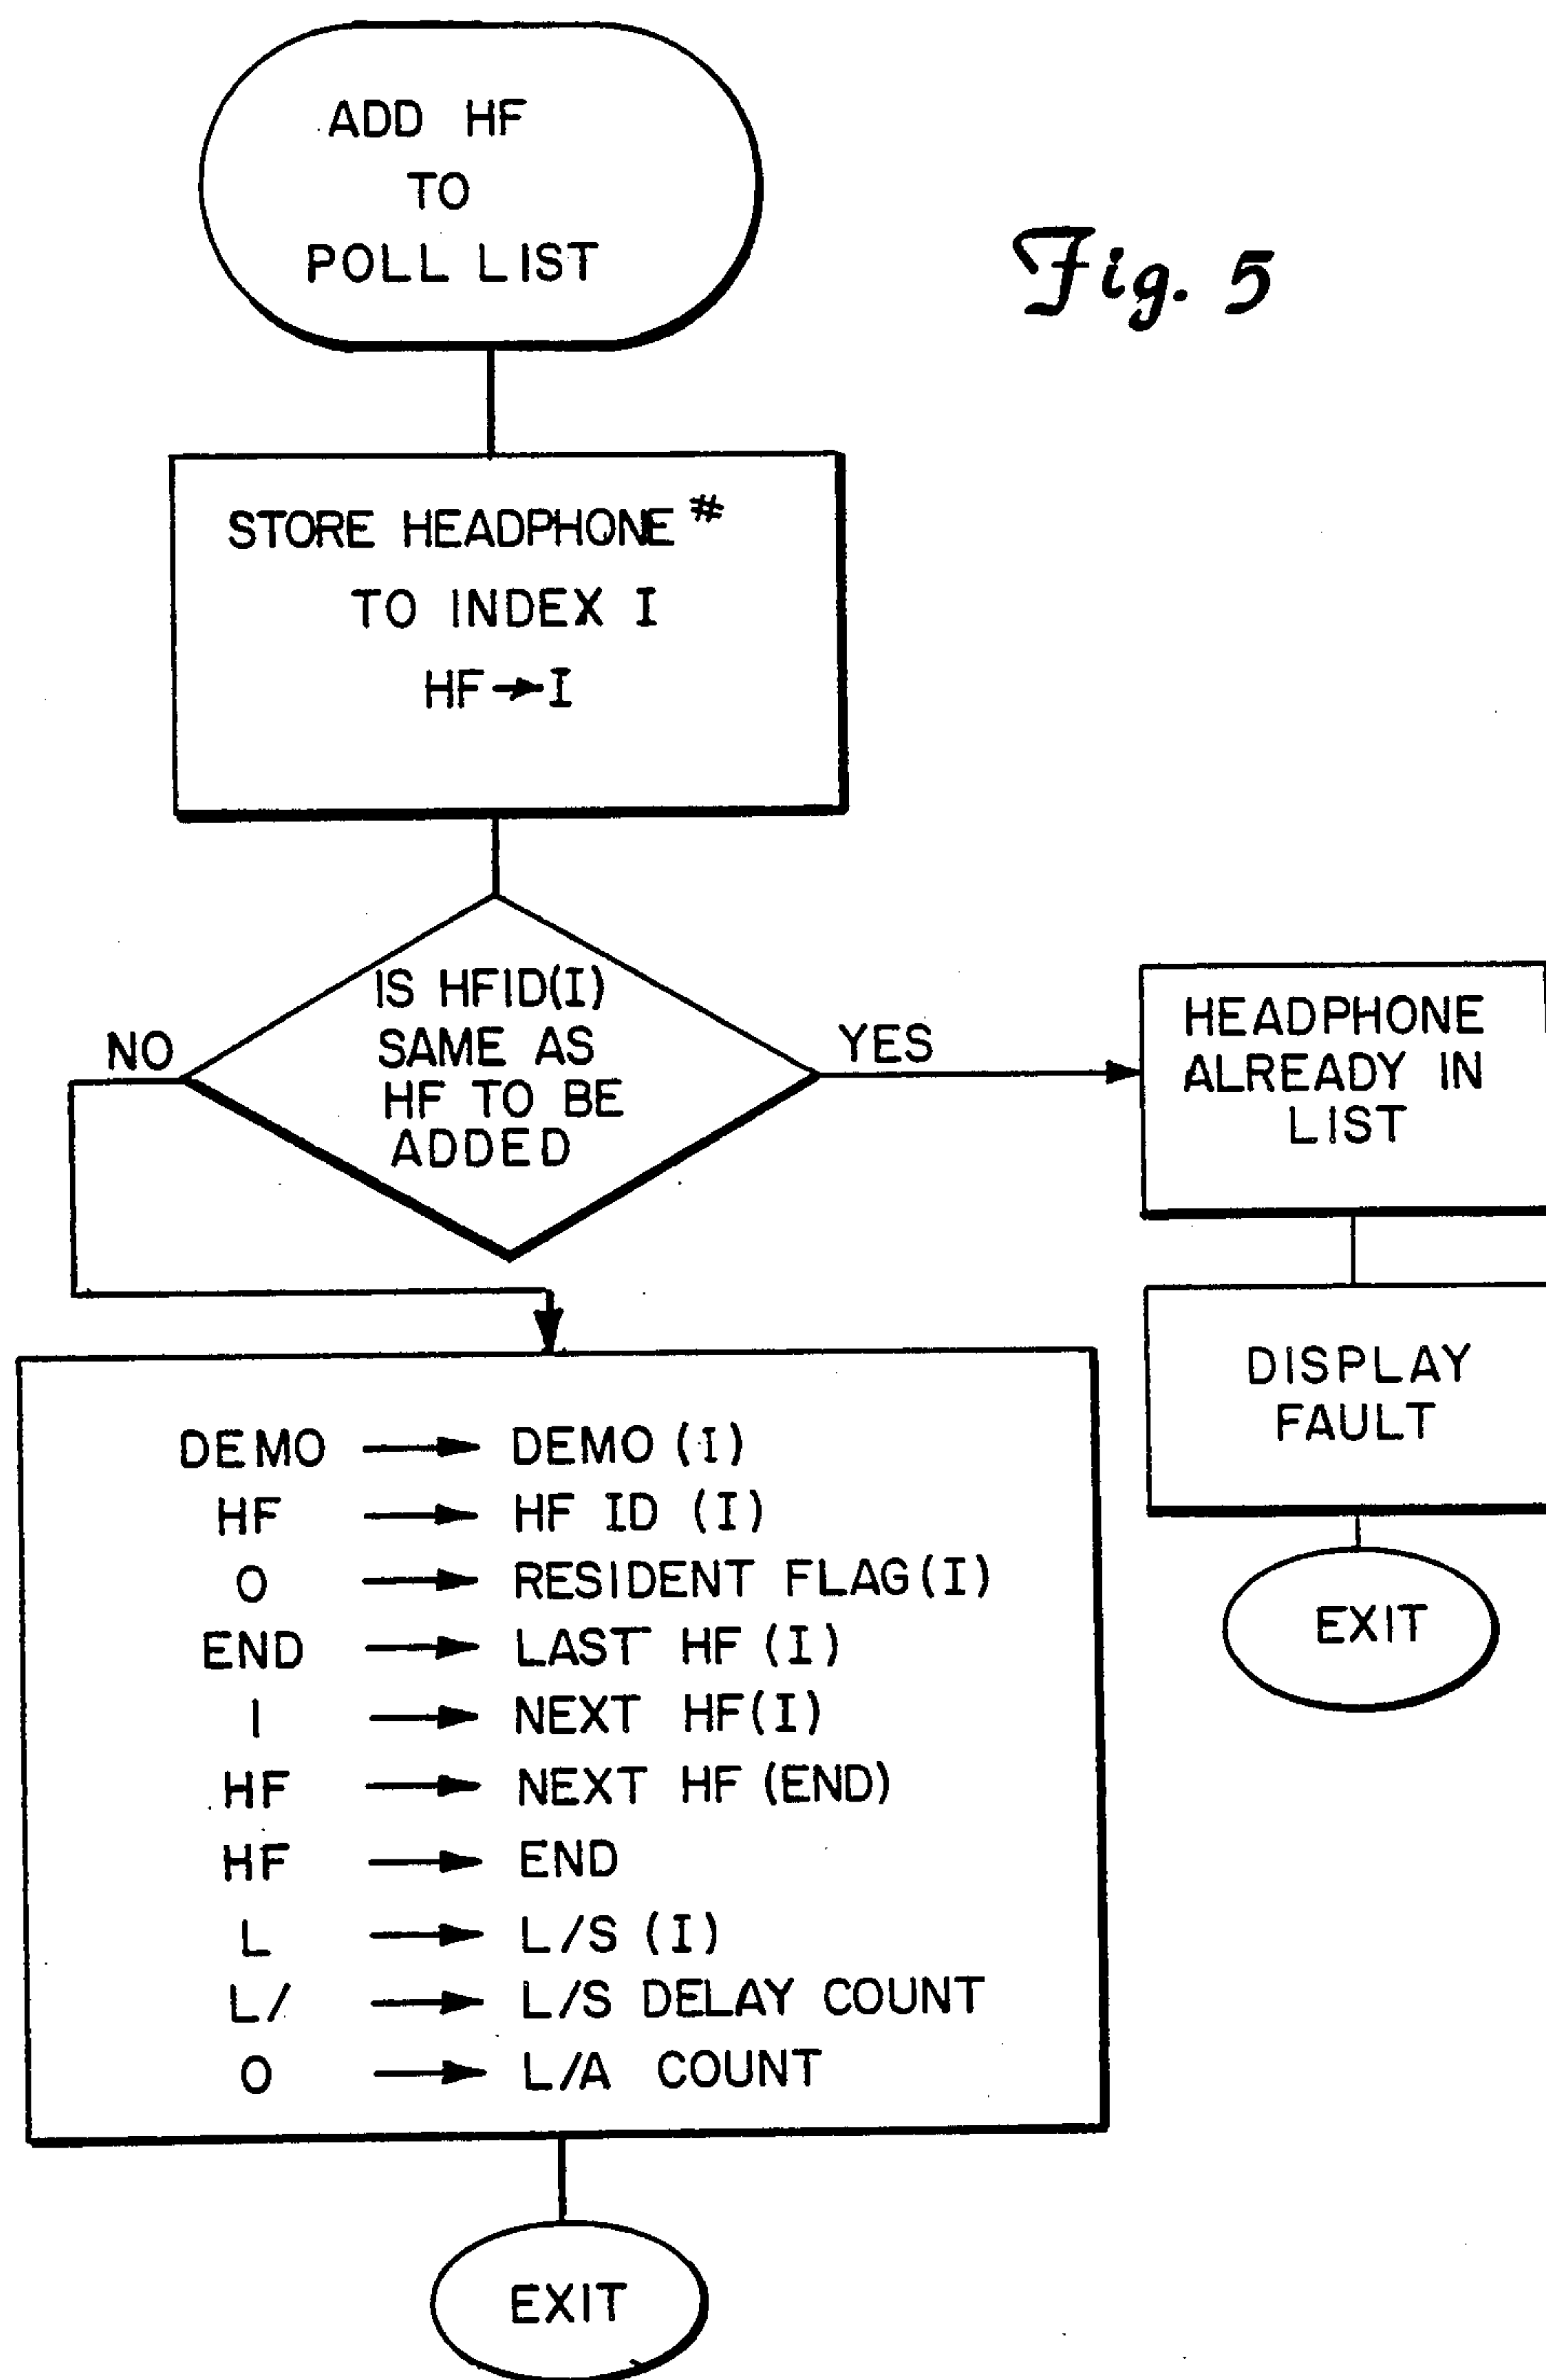 ADD HF
TO
POLL LIST
Fig. 5
STORE HEADPHONE #
TO INDEX I
HF → I
IS HFID(I)
SAME AS
HF TO BE
ADDED
NO
YES
HEADPHONE
ALREADY IN
LIST
DISPLAY
FAULT
EXIT
DEMO → DEMO (I)
HF → HF ID (I)
O → RESIDENT FLAG (I)
END → LAST HF (I)
I → NEXT HF(I)
HF → NEXT HF (END)
HF → END
L → L/S (I)
L/ → L/S DELAY COUNT
O → L/A COUNT
EXIT